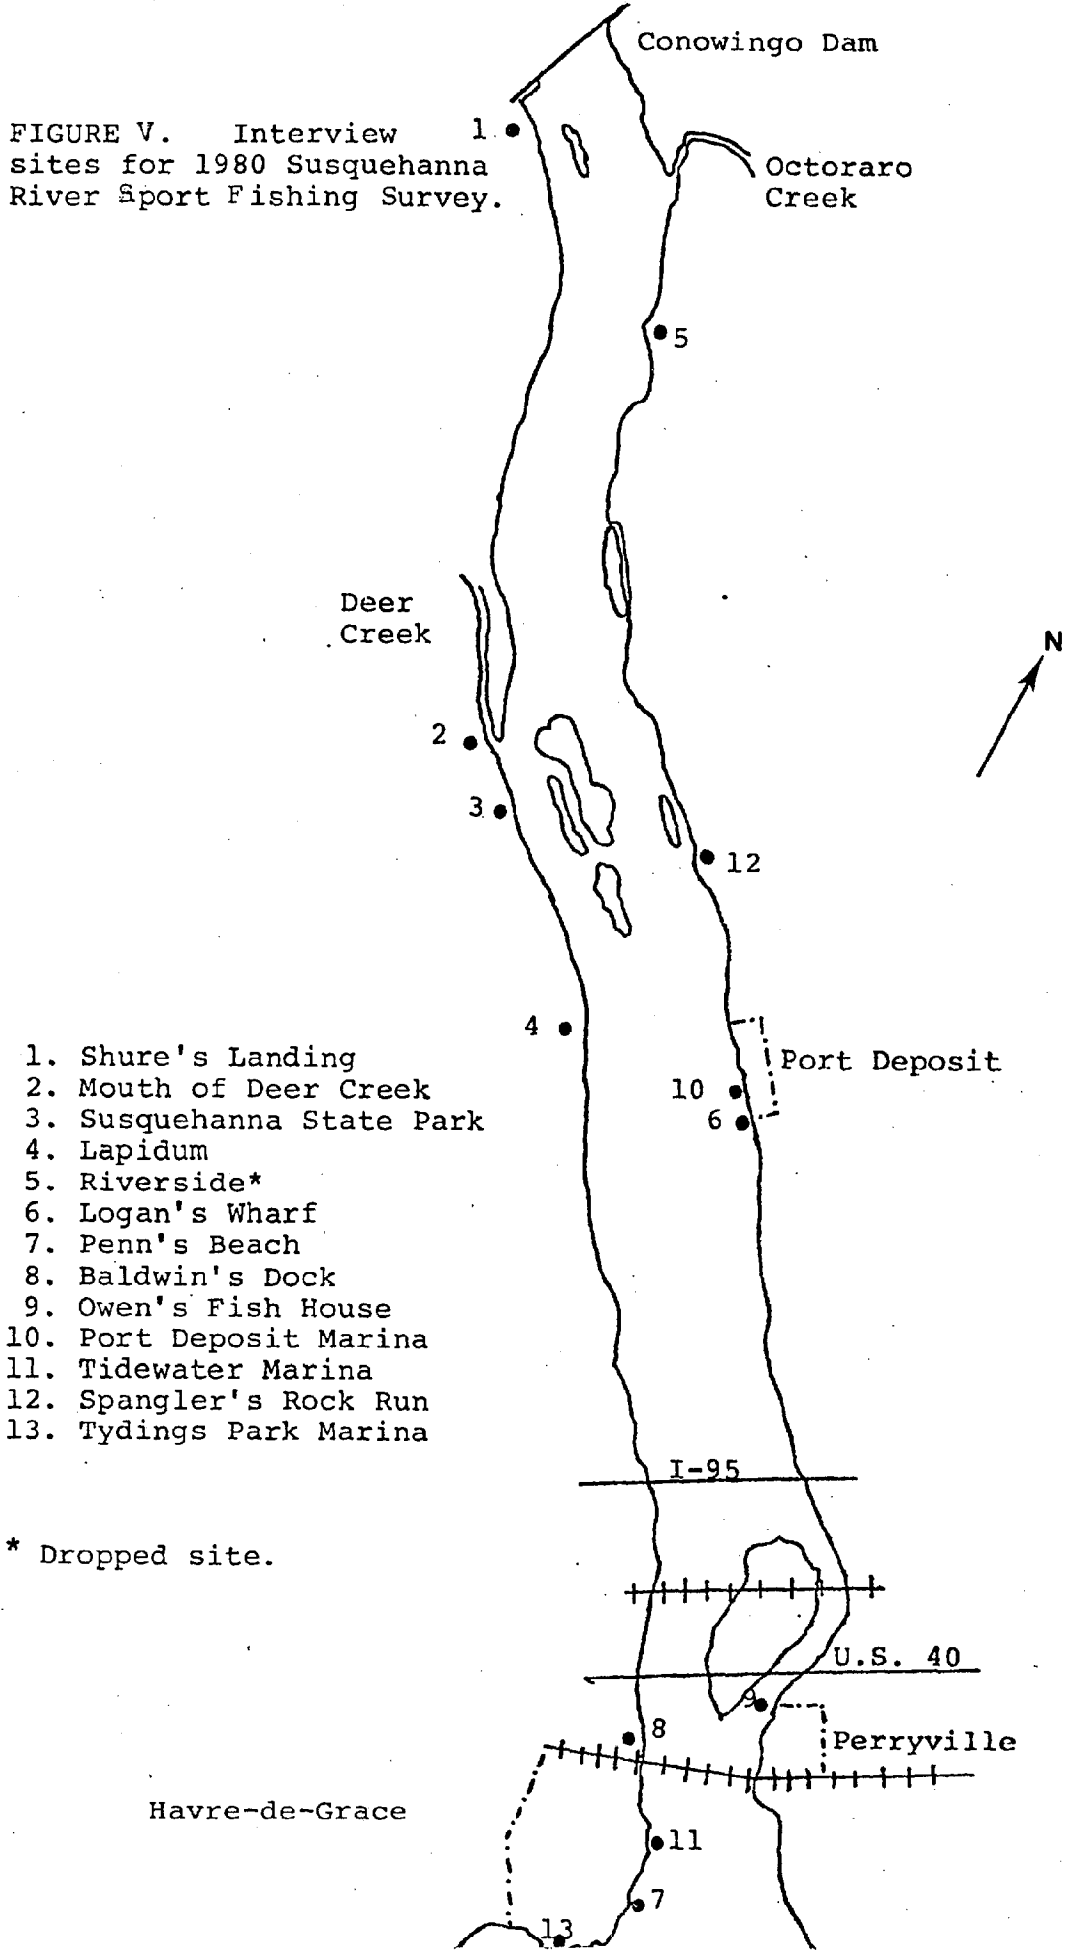 Conowingo Dam
FIGURE V. Interview
sites for 1980 Susquehanna
River Sport Fishing Survey.
1
Octoraro
Creek
5
Deer
Creek
N
2
3
12
4
Port Deposit
10
6
1. Shure's Landing
2. Mouth of Deer Creek
3. Susquehanna State Park
4. Lapidum
5. Riverside*
6. Logan's Wharf
7. Penn's Beach
8. Baldwin's Dock
9. Owen's Fish House
10. Port Deposit Marina
11. Tidewater Marina
12. Spangler's Rock Run
13. Tydings Park Marina
I-95
* Dropped site.
U.S. 40
9
8
Perryville
Havre-de-Grace
11
7
13